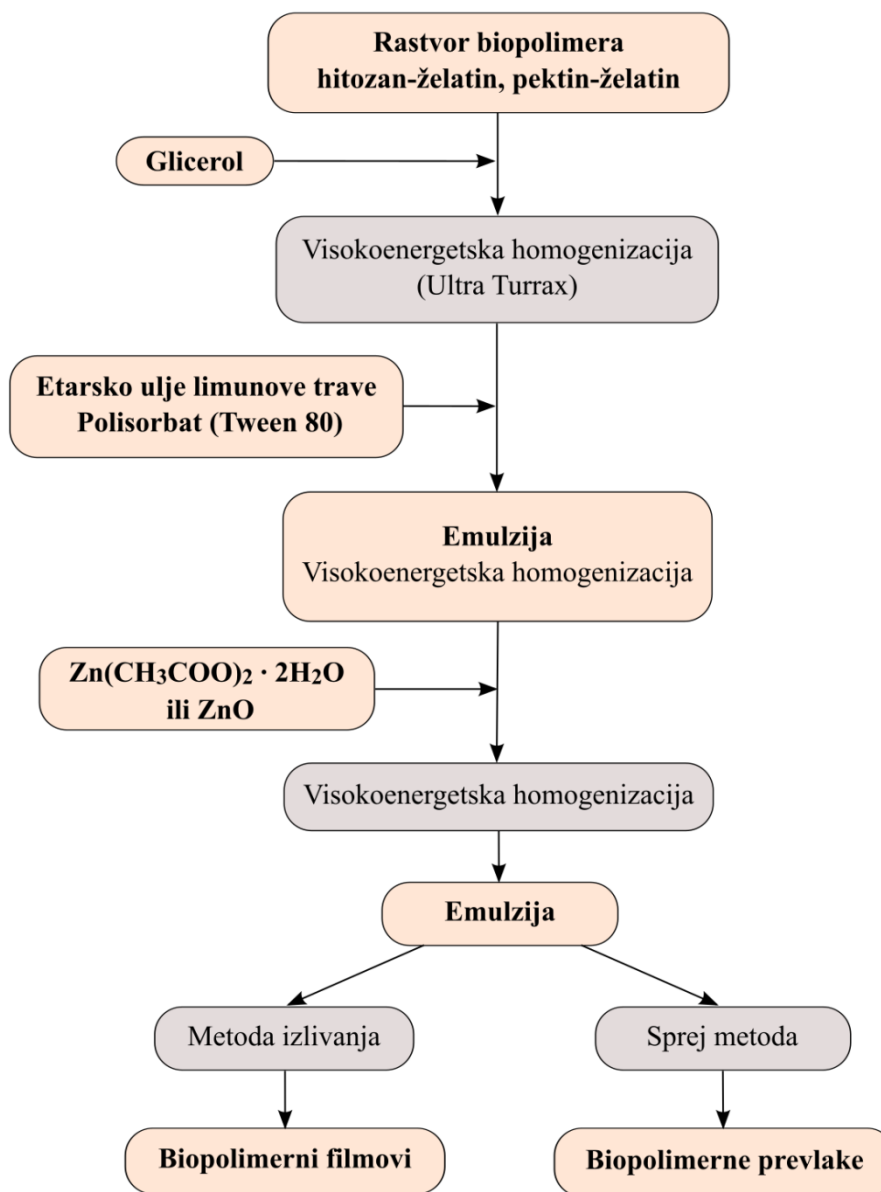 Rastvor biopolimera
hitozan-želatin, pektin-želatin
Glicerol
Visokoenergetska homogenizacija
(Ultra Turrax)
Etarsko ulje limunove trave
Polisorbat (Tween 80)
Emulzija
Visokoenergetska homogenizacija
Zn(CH₃COO)₂ · 2H₂O
ili ZnO
Visokoenergetska homogenizacija
Emulzija
Metoda izlivanja
Sprej metoda
Biopolimerni filmovi
Biopolimerne prevlake